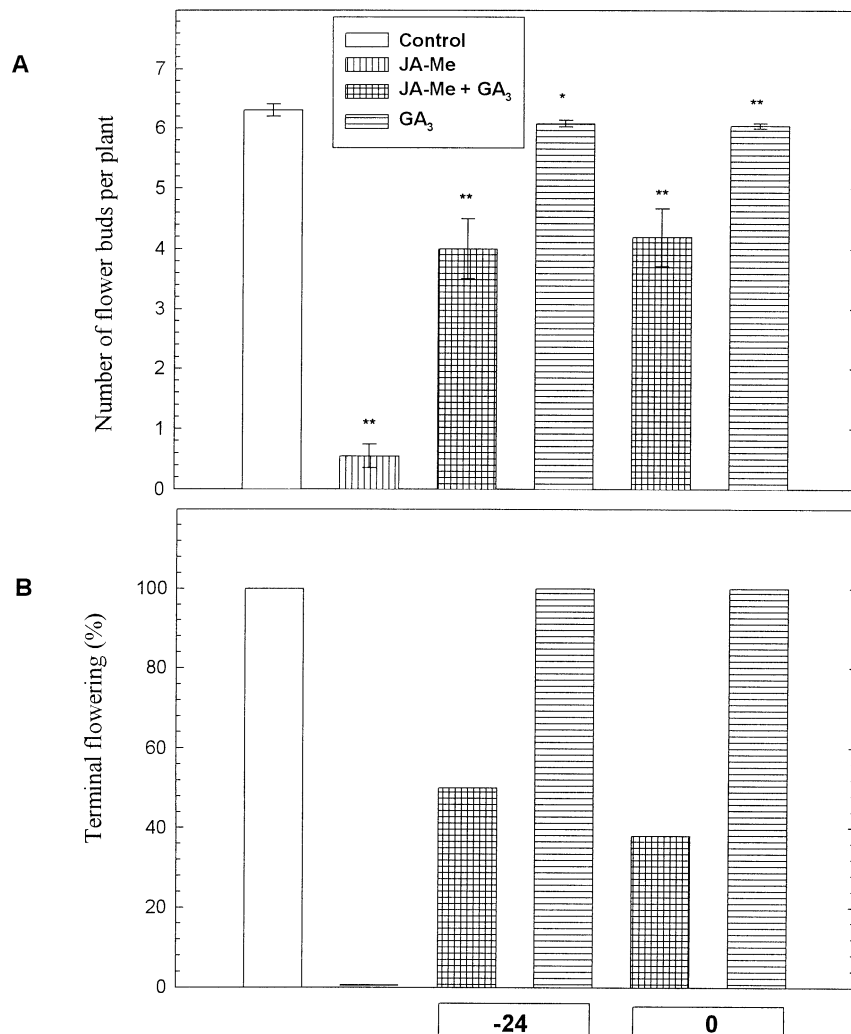 A
Control
JA-Me
JA-Me + GA₃
GA₃
Number of flower buds per plant
7
6
5
4
3
2
1
0
**
**
*
**
**
B
Terminal flowering (%)
100
80
60
40
20
0
-24
0